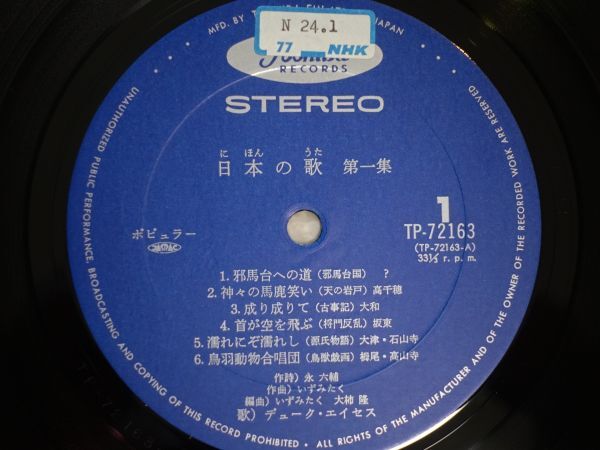 MFD. BY
JAPAN
N 24.1
77 NHK
RECORDS
STEREO
に ほん うた
日本の歌 第一集
ポピュラー
1
TP-72163
(TP-72163-A)
33⅓ r. p. m.
1. 邪馬台への道 (邪馬台国) ?
2. 神々の馬鹿笑い (天の岩戸) 高千穂
3. 成り成りて (古事記) 大和
4. 首が空を飛ぶ (将門反乱) 坂東
5. 濡れにぞ濡れし (源氏物語) 大津・石山寺
6. 鳥羽動物合唱団 (鳥獣戯画) 栂尾・高山寺
作詩) 永 六輔
作曲) いずみたく
編曲) いずみたく 大柿 隆
歌) デューク・エイセス
UNAUTHORIZED PUBLIC PERFORMANCE, BROADCASTING AND COPYING OF THIS RECORD PROHIBITED • ALL RIGHTS OF THE MANUFACTURER AND OF THE OWNER OF THE RECORDED WORK ARE RESERVED